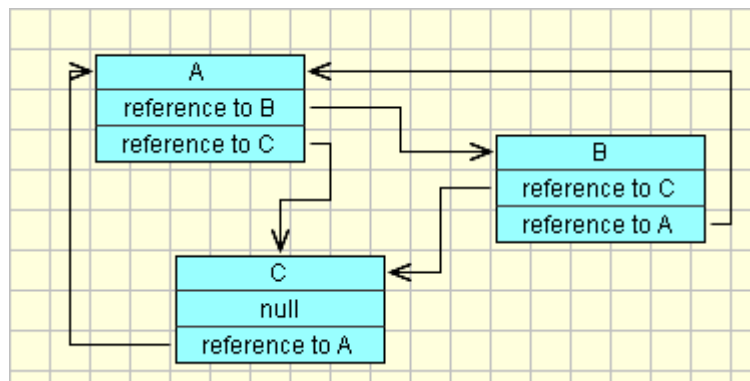 A
reference to B
reference to C
B
reference to C
reference to A
C
null
reference to A